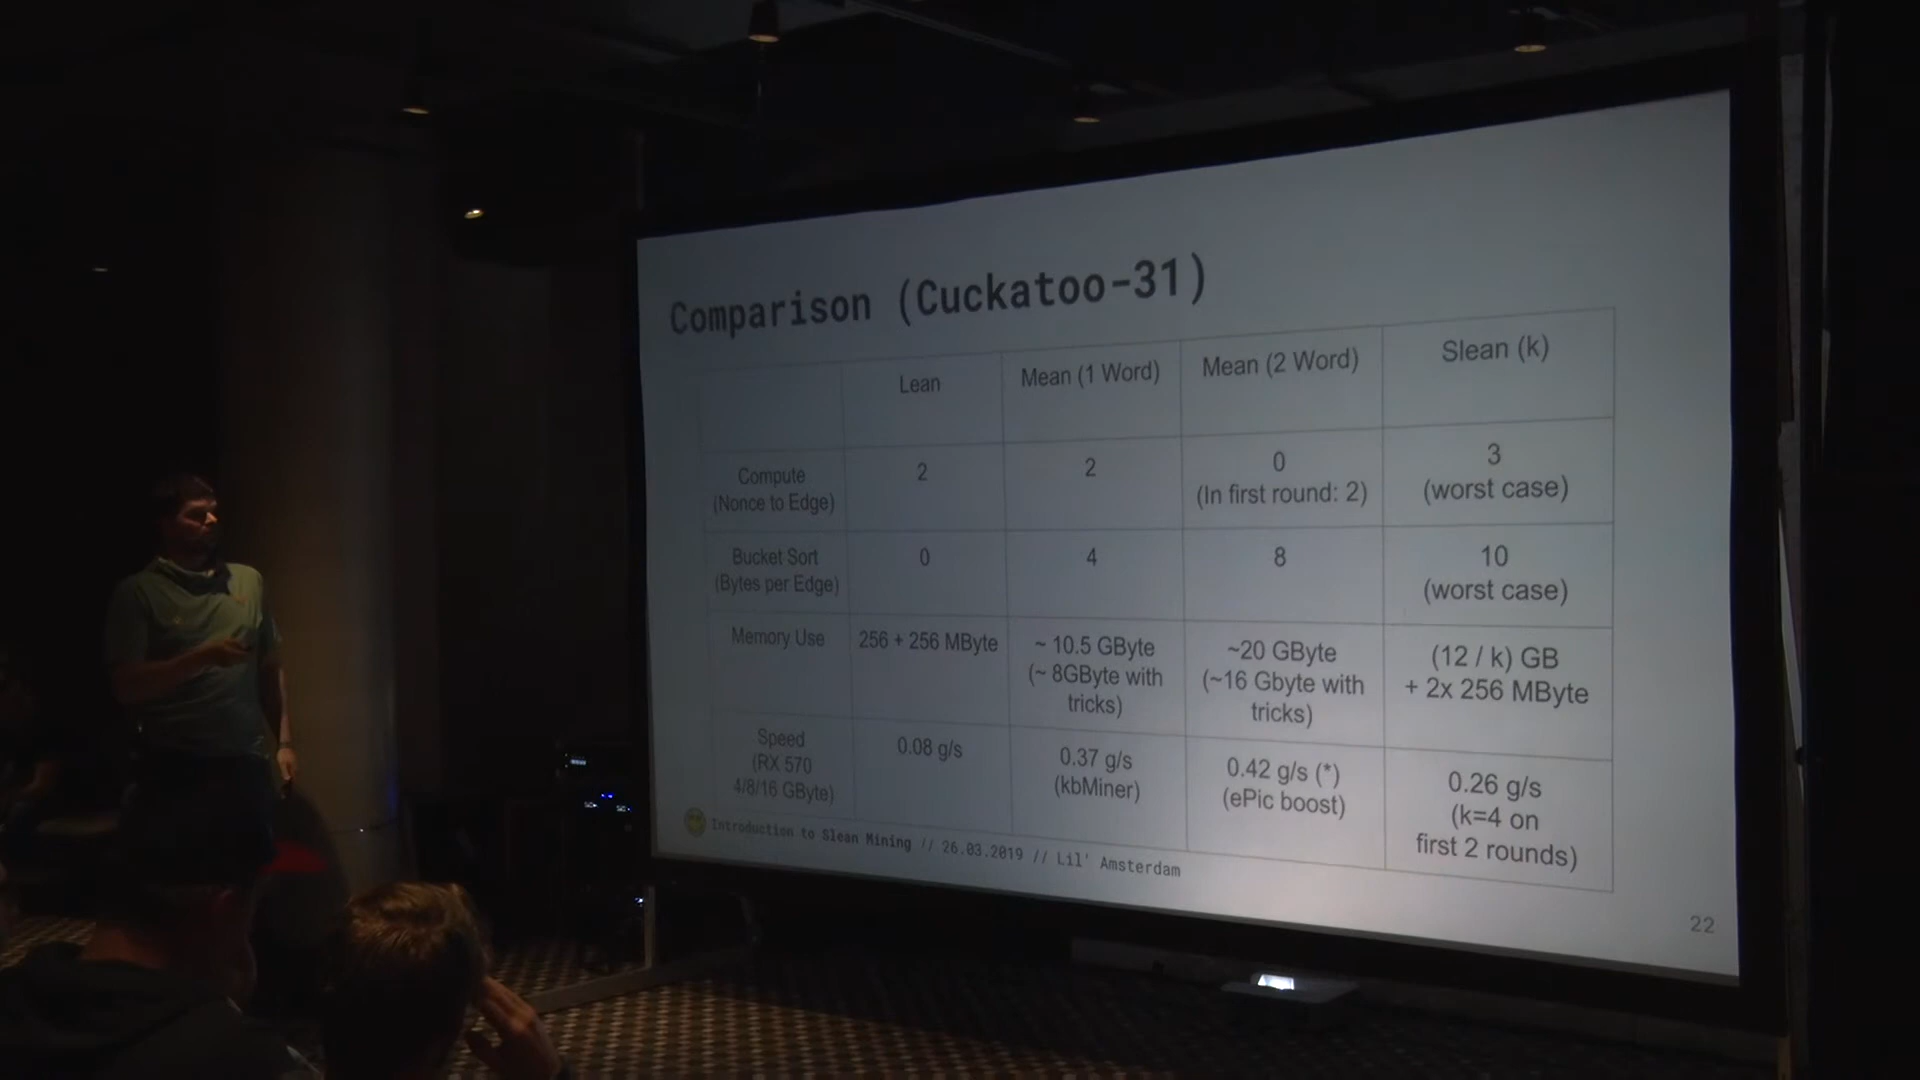 Comparison (Cuckatoo-31)
Lean
Mean (1 Word)
Mean (2 Word)
Slean (k)
Compute
(Nonce to Edge)
2
2
0
(In first round: 2)
3
(worst case)
Bucket Sort
(Bytes per Edge)
0
4
8
10
(worst case)
Memory Use
256 + 256 MByte
~ 10.5 GByte
(~ 8GByte with
tricks)
~20 GByte
(~16 Gbyte with
tricks)
(12 / k) GB
+ 2x 256 MByte
Speed
(RX 570
4/8/16 GByte)
0.08 g/s
0.37 g/s
(kbMiner)
0.42 g/s (*)
(ePic boost)
0.26 g/s
(k=4 on
first 2 rounds)
Introduction to Slean Mining // 26.03.2019 // Lil' Amsterdam
22